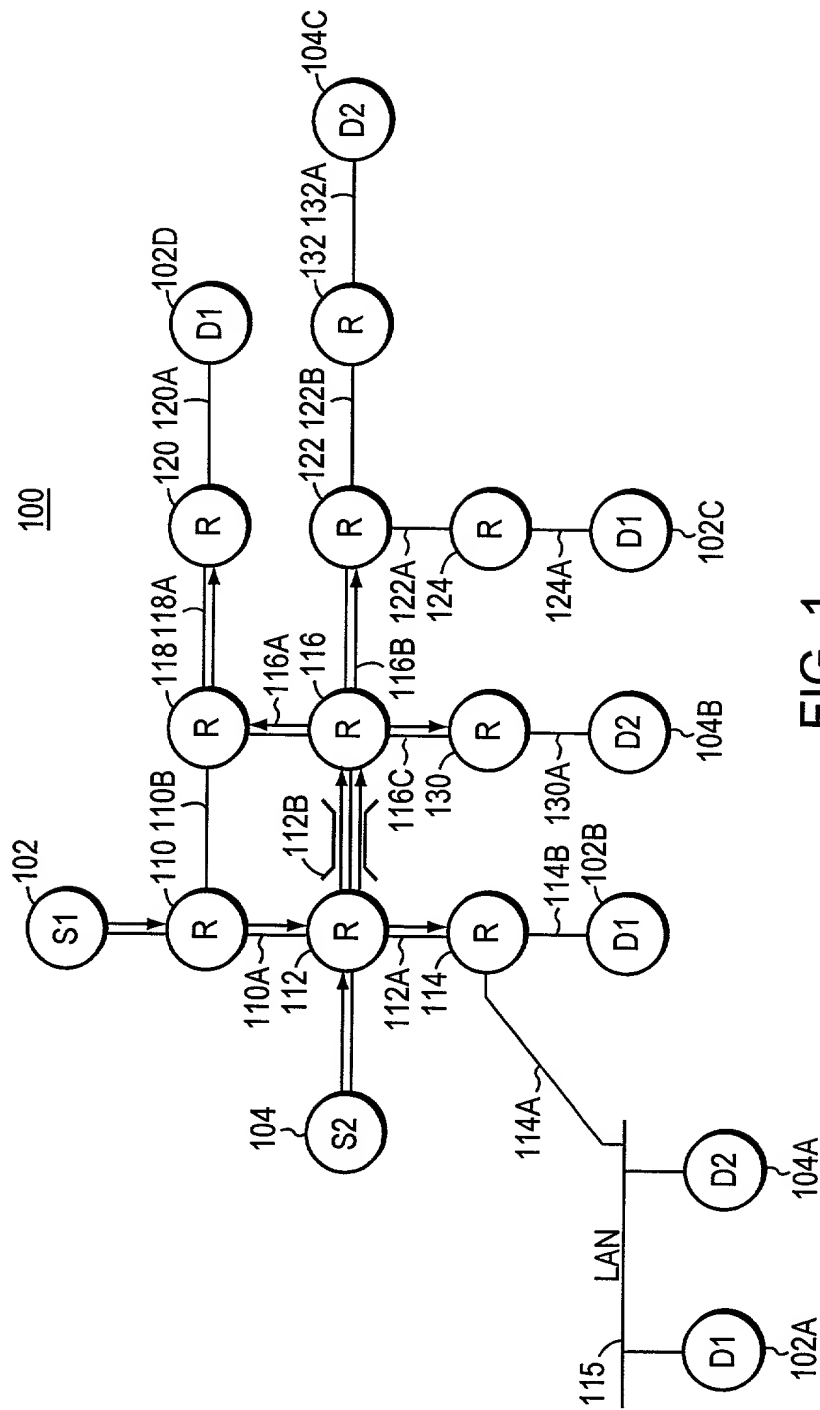 100
102
S1
110
R
110B
118
R
118A
120
R
120A
102D
D1
110A
116A
104
S2
112
R
112B
116
R
116B
122
R
122B
132
R
132A
104C
D2
112A
114
R
116C
130
R
122A
124
R
114A
114B
D1
102B
130A
D2
104B
124A
D1
102C
115
LAN
D1
102A
D2
104A
FIG. 1